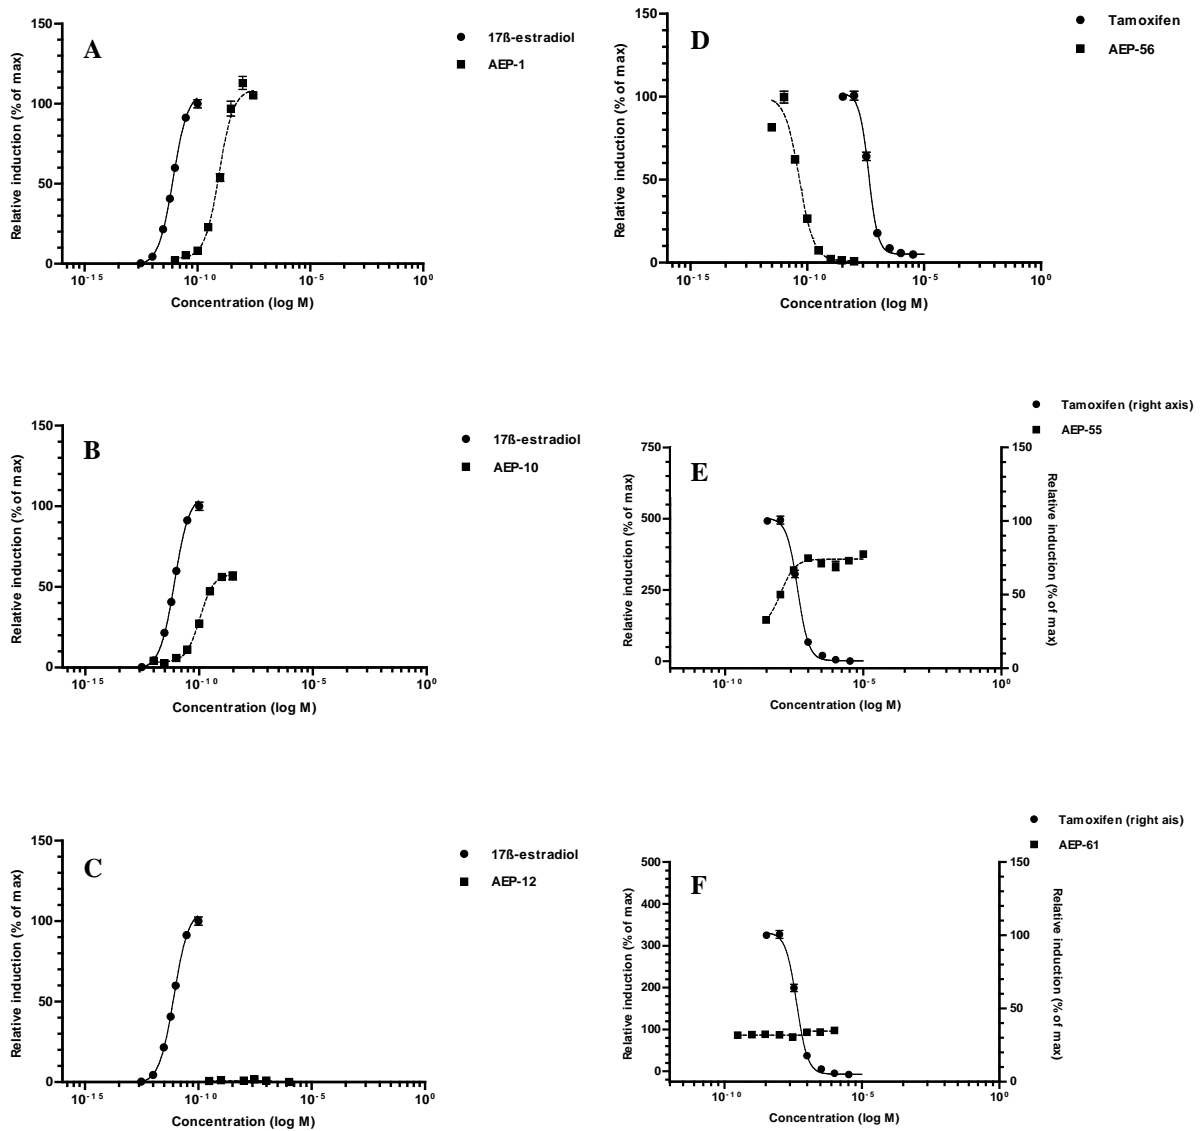 A
150
100
50
0
Relative induction (% of max)
10-15
10-10
10-5
100
Concentration (log M)
17ß-estradiol
AEP-1
D
150
100
50
0
Relative induction (% of max)
10-15
10-10
10-5
100
Concentration (log M)
Tamoxifen
AEP-56
B
150
100
50
0
Relative induction (% of max)
10-15
10-10
10-5
100
Concentration (log M)
17ß-estradiol
AEP-10
E
750
500
250
0
Relative induction (% of max)
10-10
10-5
100
Concentration (log M)
150
100
50
0
Relative induction (% of max)
Tamoxifen (right axis)
AEP-55
C
150
100
50
0
Relative induction (% of max)
10-15
10-10
10-5
100
Concentration (log M)
17ß-estradiol
AEP-12
F
500
400
300
200
100
0
Relative induction (% of max)
10-10
10-5
100
Concentration (log M)
150
100
50
0
Relative induction (% of max)
Tamoxifen (right ais)
AEP-61